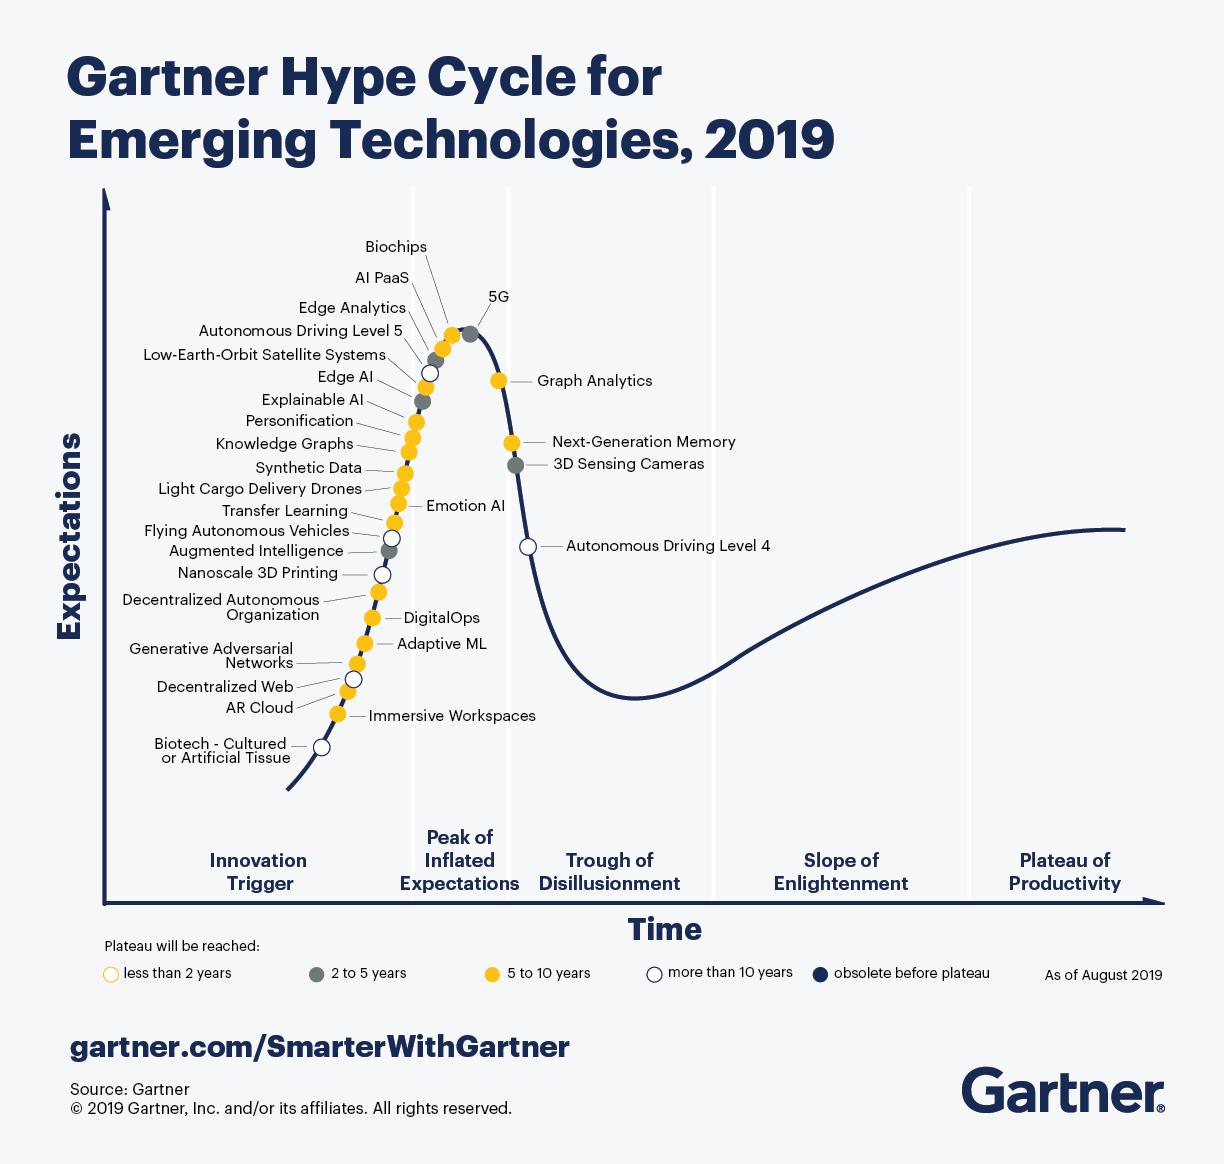 Gartner Hype Cycle for
Emerging Technologies, 2019
Expectations
Biochips
AI PaaS
5G
Edge Analytics
Autonomous Driving Level 5
Low-Earth-Orbit Satellite Systems
Edge AI
Graph Analytics
Explainable AI
Personification
Knowledge Graphs
Next-Generation Memory
3D Sensing Cameras
Synthetic Data
Light Cargo Delivery Drones
Emotion AI
Transfer Learning
Flying Autonomous Vehicles
Autonomous Driving Level 4
Augmented Intelligence
Nanoscale 3D Printing
Decentralized Autonomous
Organization
DigitalOps
Adaptive ML
Generative Adversarial
Networks
Decentralized Web
AR Cloud
Immersive Workspaces
Biotech - Cultured
or Artificial Tissue
Innovation
Trigger
Peak of
Inflated
Expectations
Trough of
Disillusionment
Slope of
Enlightenment
Plateau of
Productivity
Time
Plateau will be reached:
less than 2 years
2 to 5 years
5 to 10 years
more than 10 years
obsolete before plateau
As of August 2019
gartner.com/SmarterWithGartner
Source: Gartner
© 2019 Gartner, Inc. and/or its affiliates. All rights reserved.
Gartner®